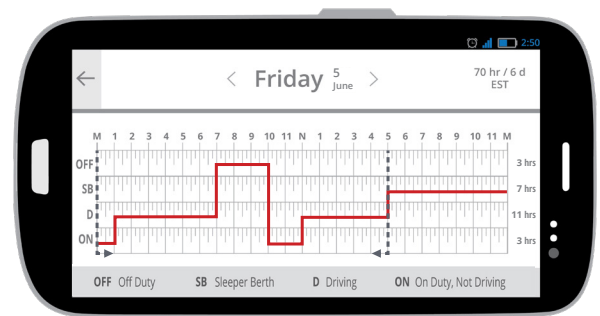 2:50
Friday 5 June
70 hr / 6 d
EST
M 1 2 3 4 5 6 7 8 9 10 11 N 1 2 3 4 5 6 7 8 9 10 11 M
OFF 3 hrs
SB 7 hrs
D 11 hrs
ON 3 hrs
OFF Off Duty SB Sleeper Berth D Driving ON On Duty, Not Driving